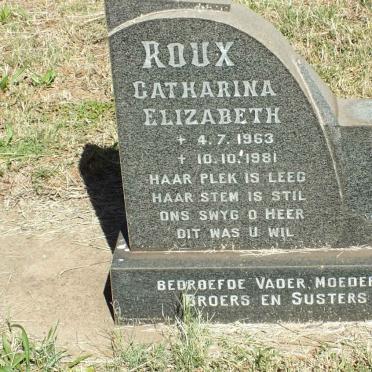 ROUX
CATHARINA
ELIZABETH
+ 4.7.1963
+ 10.10.1981
HAAR PLEK IS LEEG
HAAR STEM IS STIL
ONS SWYG O HEER
DIT WAS U WIL
BEDROEFDE VADER, MOEDER
BROERS EN SUSTERS